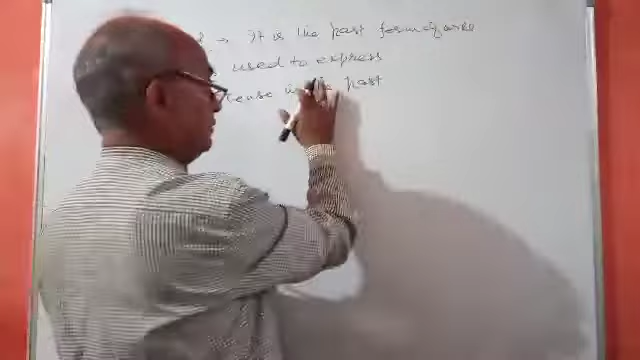 → It is the past form of are
used to express
tense in the past